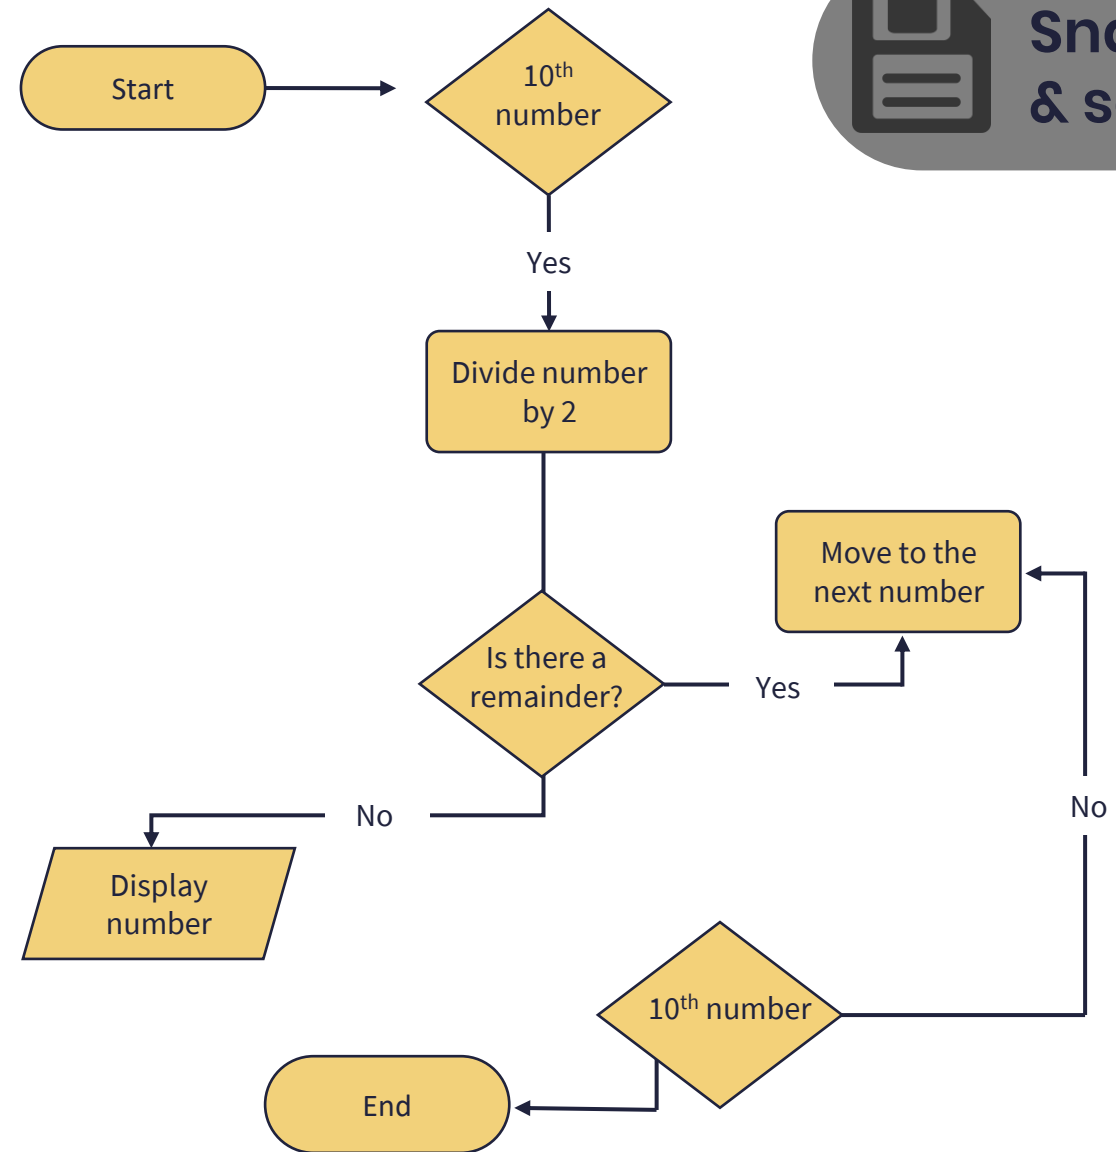 Start
10th
number
Yes
Divide number
by 2
Move to the
next number
Is there a
remainder?
Yes
No
No
Display
number
10th number
End
&